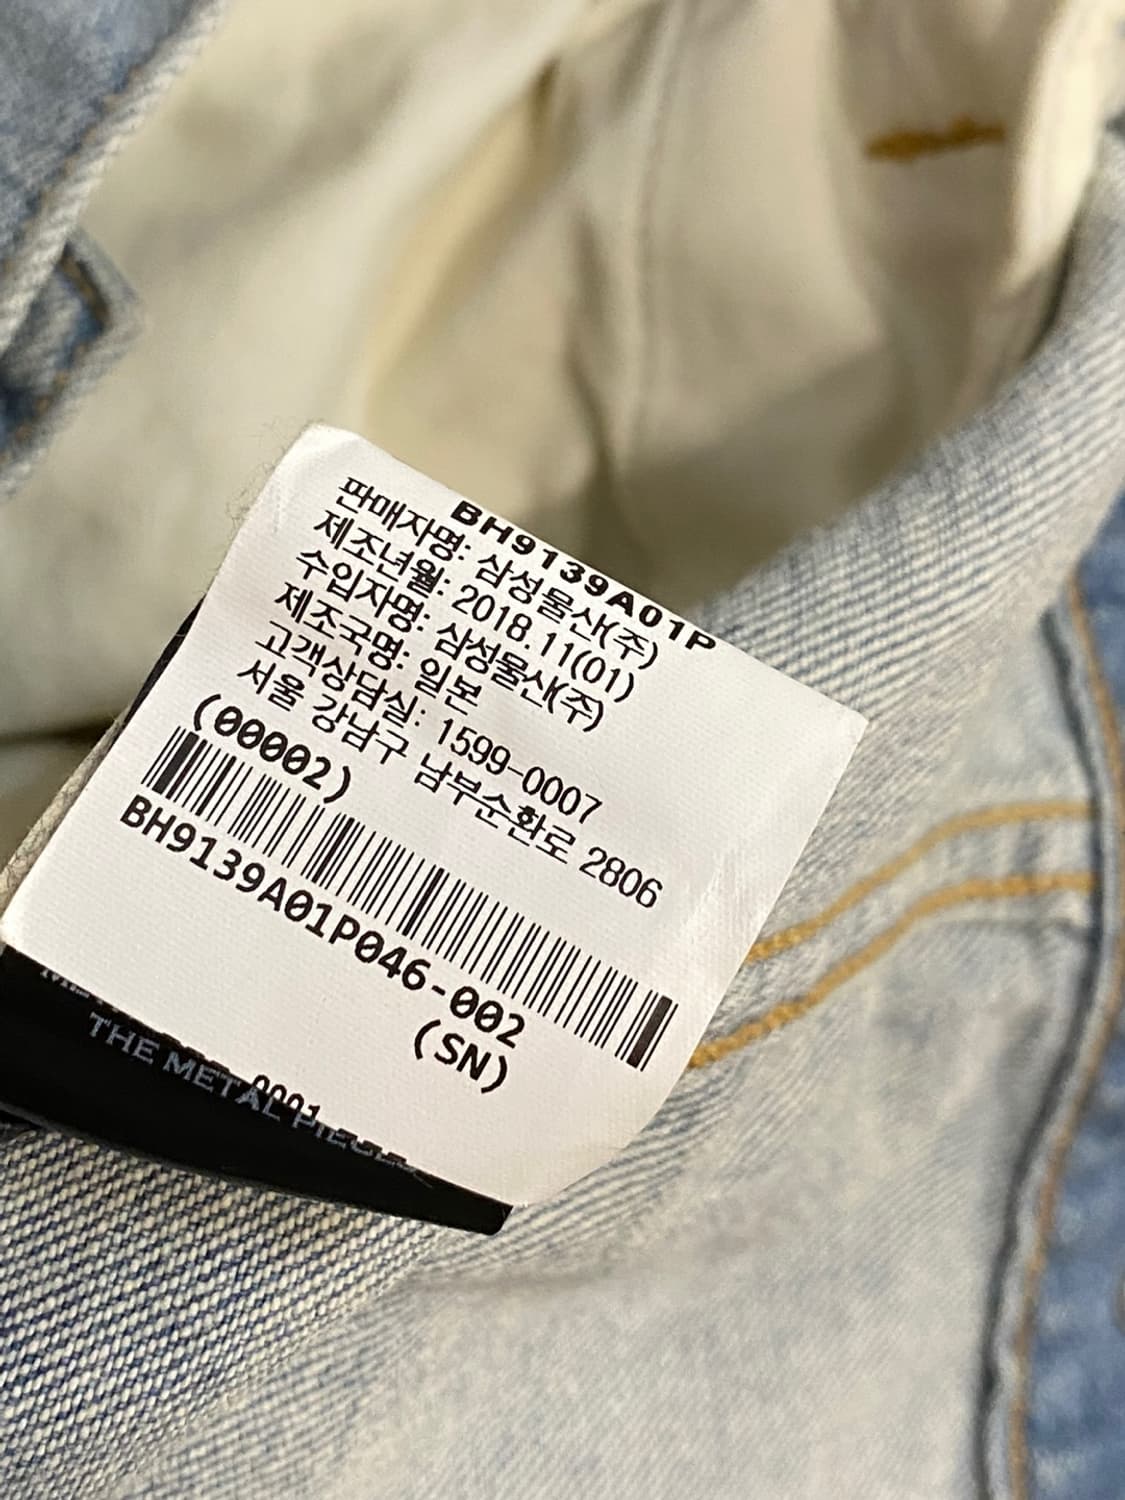 BH9139A01P
판매자명: 삼성물산(주)
제조년월: 2018.11(01)
수입자명: 삼성물산(주)
제조국명: 일본
고객상담실: 1599-0007
서울 강남구 남부순환로 2806
(00002)
BH9139A01P046-002
(SN)
0001
THE METAL PIECES